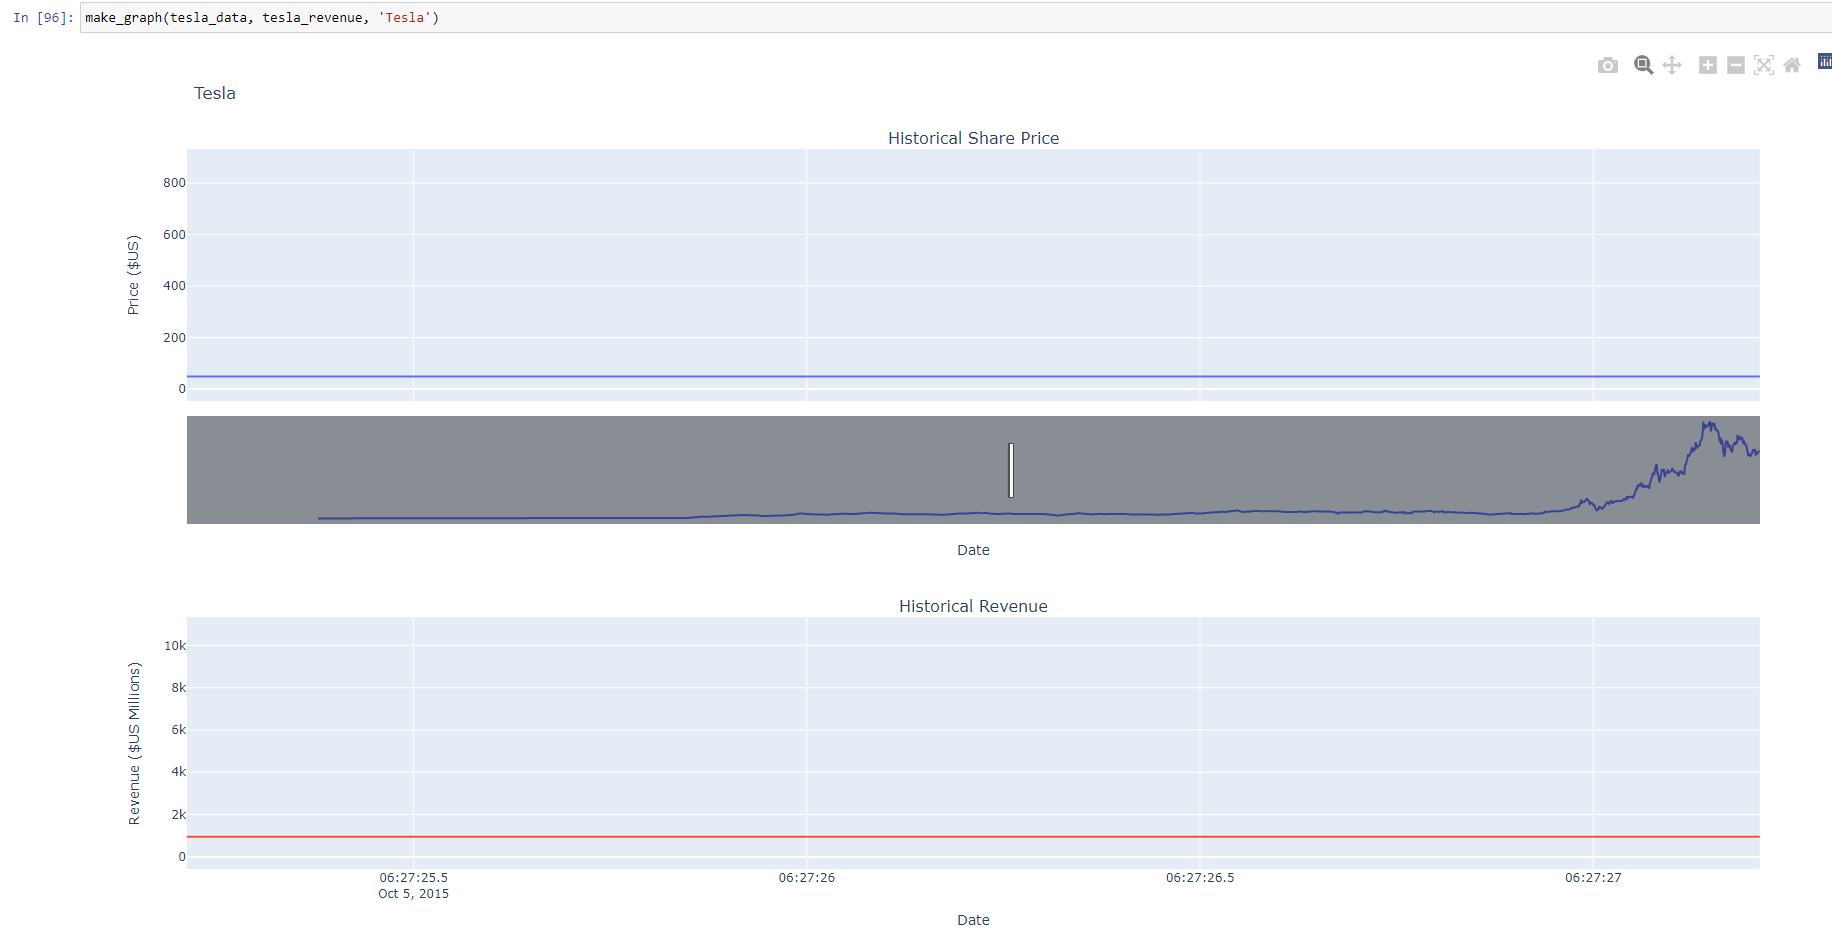 In [96]: make_graph(tesla_data, tesla_revenue, 'Tesla')
Tesla
Historical Share Price
Price ($US)
800
600
400
200
0
Date
Historical Revenue
Revenue ($US Millions)
10k
8k
6k
4k
2k
0
06:27:25.5 06:27:26 06:27:26.5 06:27:27
Oct 5, 2015
Date